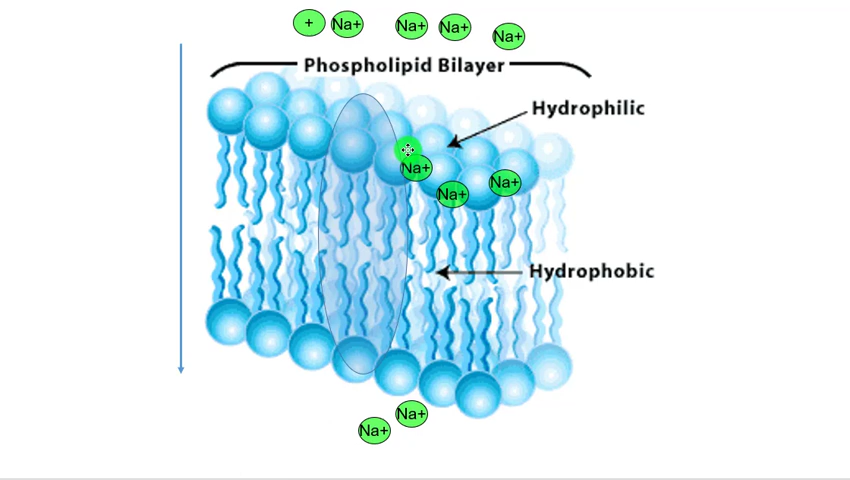 + Na+ Na+ Na+ Na+
Phospholipid Bilayer
Hydrophilic
Na+
Na+
Na+
Hydrophobic
Na+
Na+